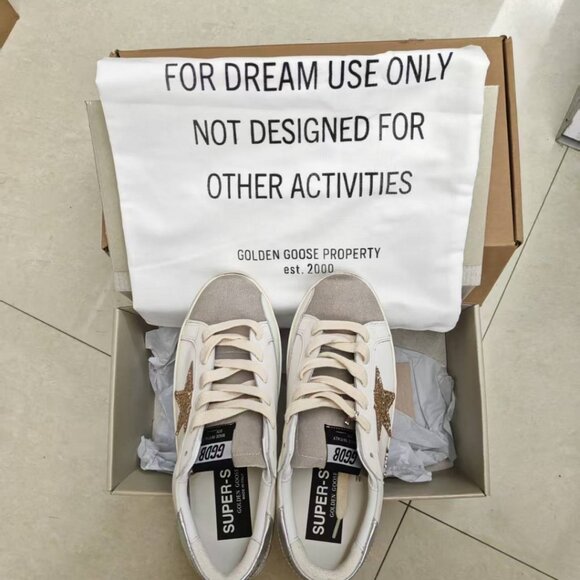 FOR DREAM USE ONLY
NOT DESIGNED FOR
OTHER ACTIVITIES
GOLDEN GOOSE PROPERTY
est. 2000
GGDB
GGDB
SUPER-S
GOLDEN GOOSE
SUPER-S
GOLDEN GOOSE